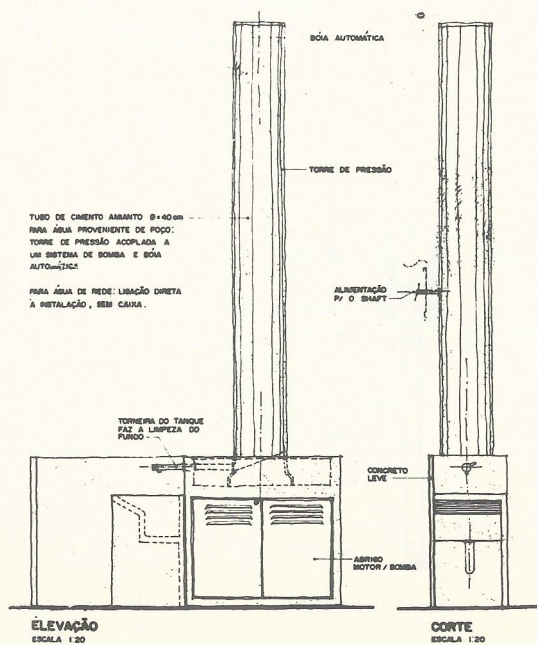 BÓIA AUTOMÁTICA
TORRE DE PRESSÃO
TUBO DE CIMENTO AMIANTO Ø=40cm
PARA ÁGUA PROVENIENTE DE POÇO:
TORRE DE PRESSÃO ACOPLADA A
UM SISTEMA DE BOMBA E BÓIA
AUTOMÁTICA
PARA ÁGUA DE REDE: LIGAÇÃO DIRETA
À INSTALAÇÃO, SEM CAIXA.
ALIMENTAÇÃO
P/ O SHAFT
TORNEIRA DO TANQUE
FAZ A LIMPEZA DO
FUNDO
CONCRETO
LEVE
ABRIGO
MOTOR / BOMBA
ELEVAÇÃO
ESCALA 1:20
CORTE
ESCALA 1:20